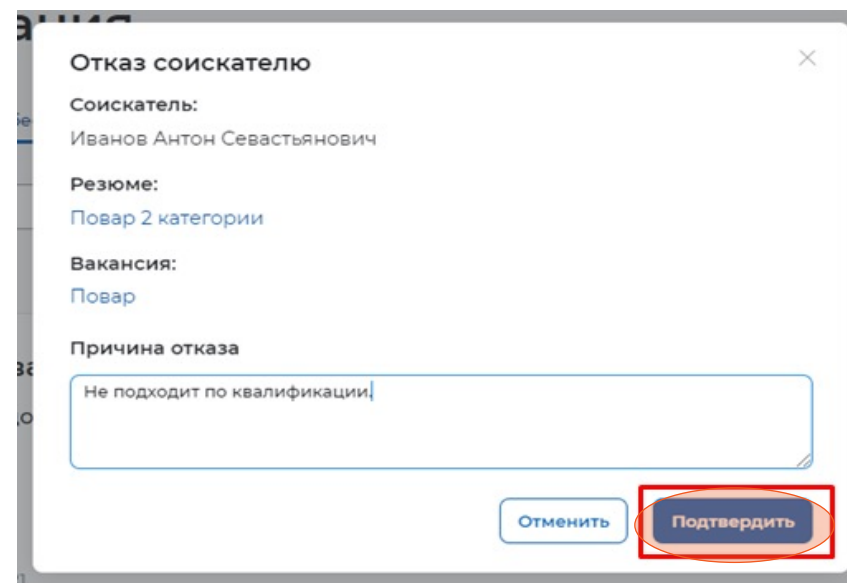 Отказ соискателю
Соискатель:
Иванов Антон Севастьянович
Резюме:
Повар 2 категории
Вакансия:
Повар
Причина отказа
Не подходит по квалификации.
Отменить
Подтвердить